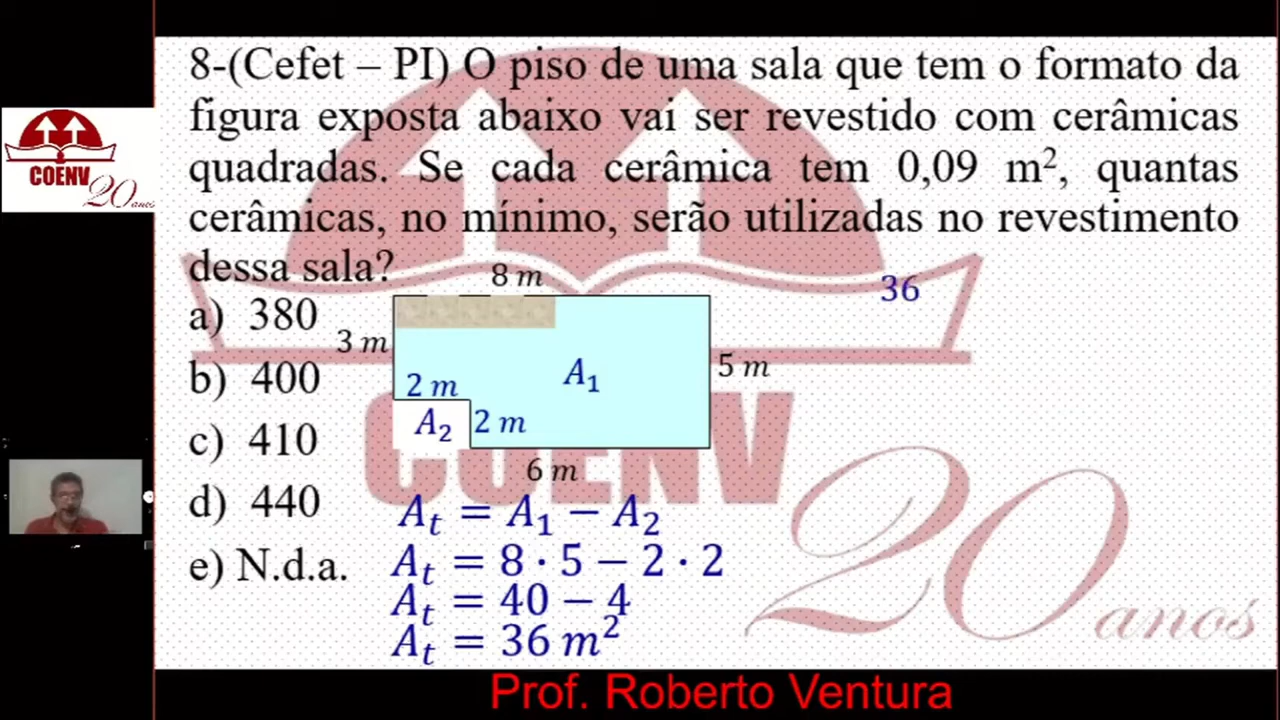 8-(Cefet – PI) O piso de uma sala que tem o formato da
figura exposta abaixo vai ser revestido com cerâmicas
quadradas. Se cada cerâmica tem 0,09 m², quantas
cerâmicas, no mínimo, serão utilizadas no revestimento
dessa sala?
8 m
36
a) 380
3 m
5 m
b) 400
2 m
A₁
A₂
2 m
c) 410
6 m
d) 440
Aₜ = A₁ − A₂
e) N.d.a.
Aₜ = 8 · 5 − 2 · 2
Aₜ = 40 − 4
Aₜ = 36 m²
COENV
20 anos
COENV
20 anos
Prof. Roberto Ventura